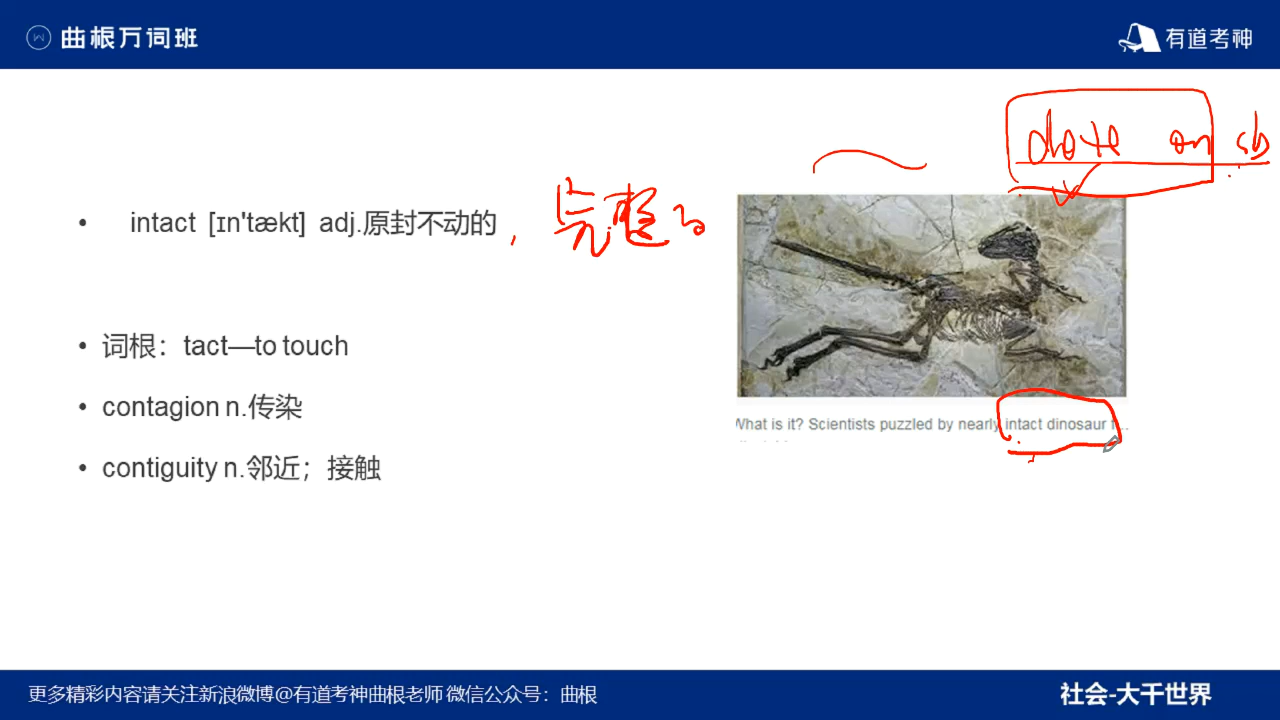 曲根万词班
有道考神
dote on sb
intact [ɪn'tækt] adj.原封不动的 ，完整的
词根：tact—to touch
contagion n.传染
contiguity n.邻近；接触
What is it? Scientists puzzled by nearly intact dinosaur f...
更多精彩内容请关注新浪微博@有道考神曲根老师 微信公众号：曲根
社会-大千世界